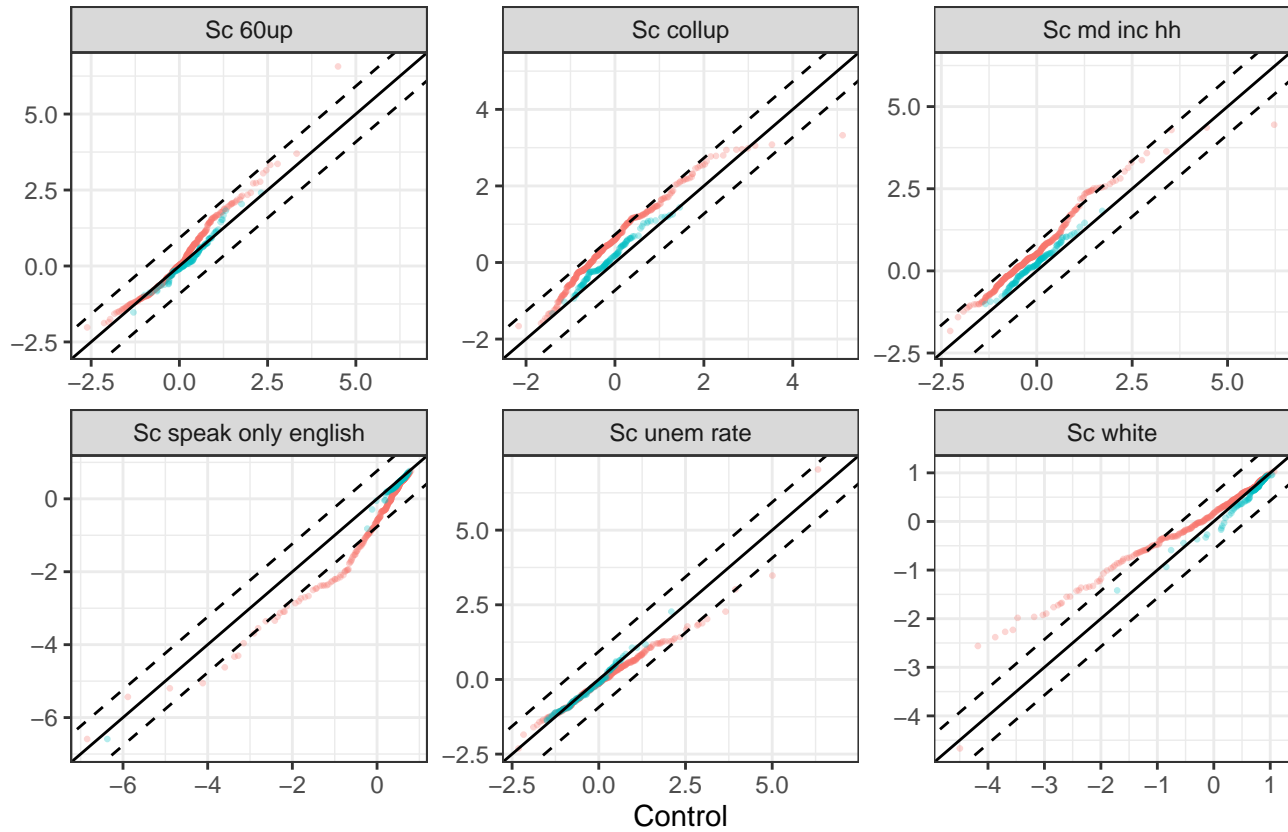 Sc 60up
Sc collup
Sc md inc hh
5.0
2.5
0.0
−2.5
4
2
0
−2
5.0
2.5
0.0
−2.5
−2.5 0.0 2.5 5.0
−2 0 2 4
−2.5 0.0 2.5 5.0
Sc speak only english
Sc unem rate
Sc white
0
−2
−4
−6
5.0
2.5
0.0
−2.5
1
0
−1
−2
−3
−4
−6 −4 −2 0
−2.5 0.0 2.5 5.0
−4 −3 −2 −1 0 1
Control